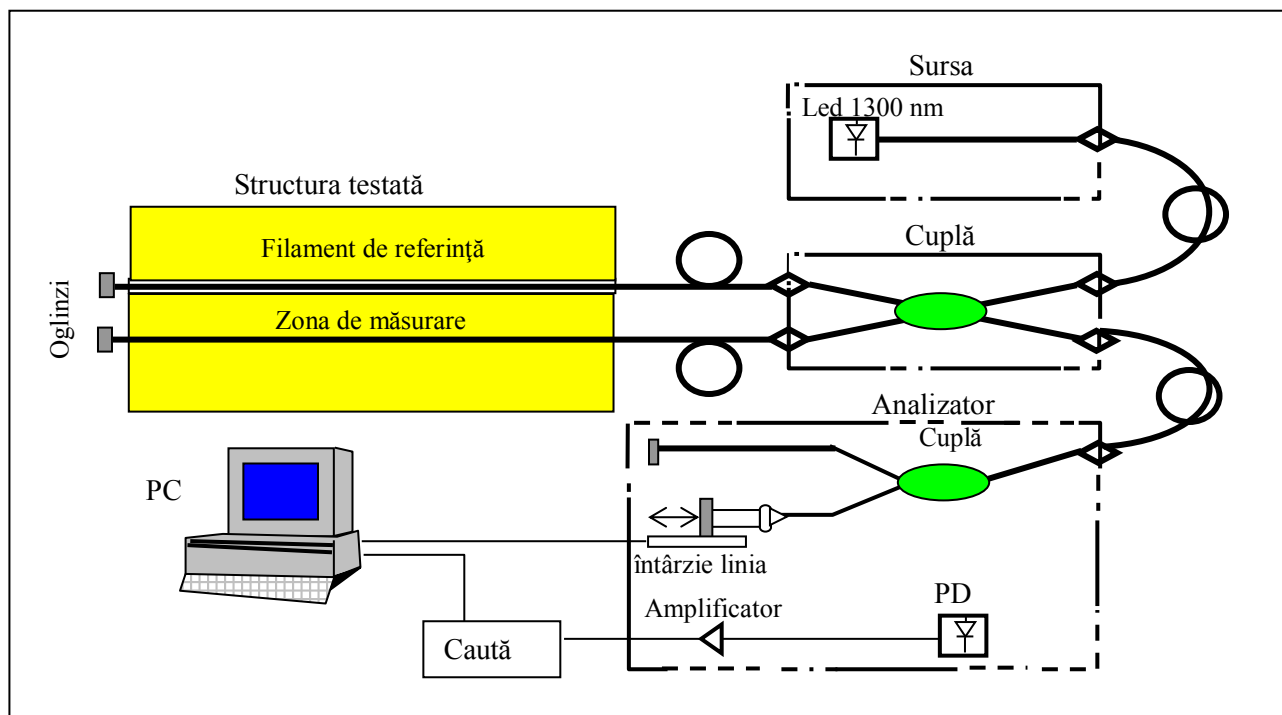 Sursa
Led 1300 nm
Structura testată
Filament de referinţă
Cuplă
Zona de măsurare
Oglinzi
Analizator
Cuplă
PC
întârzie linia
Amplificator
PD
Caută